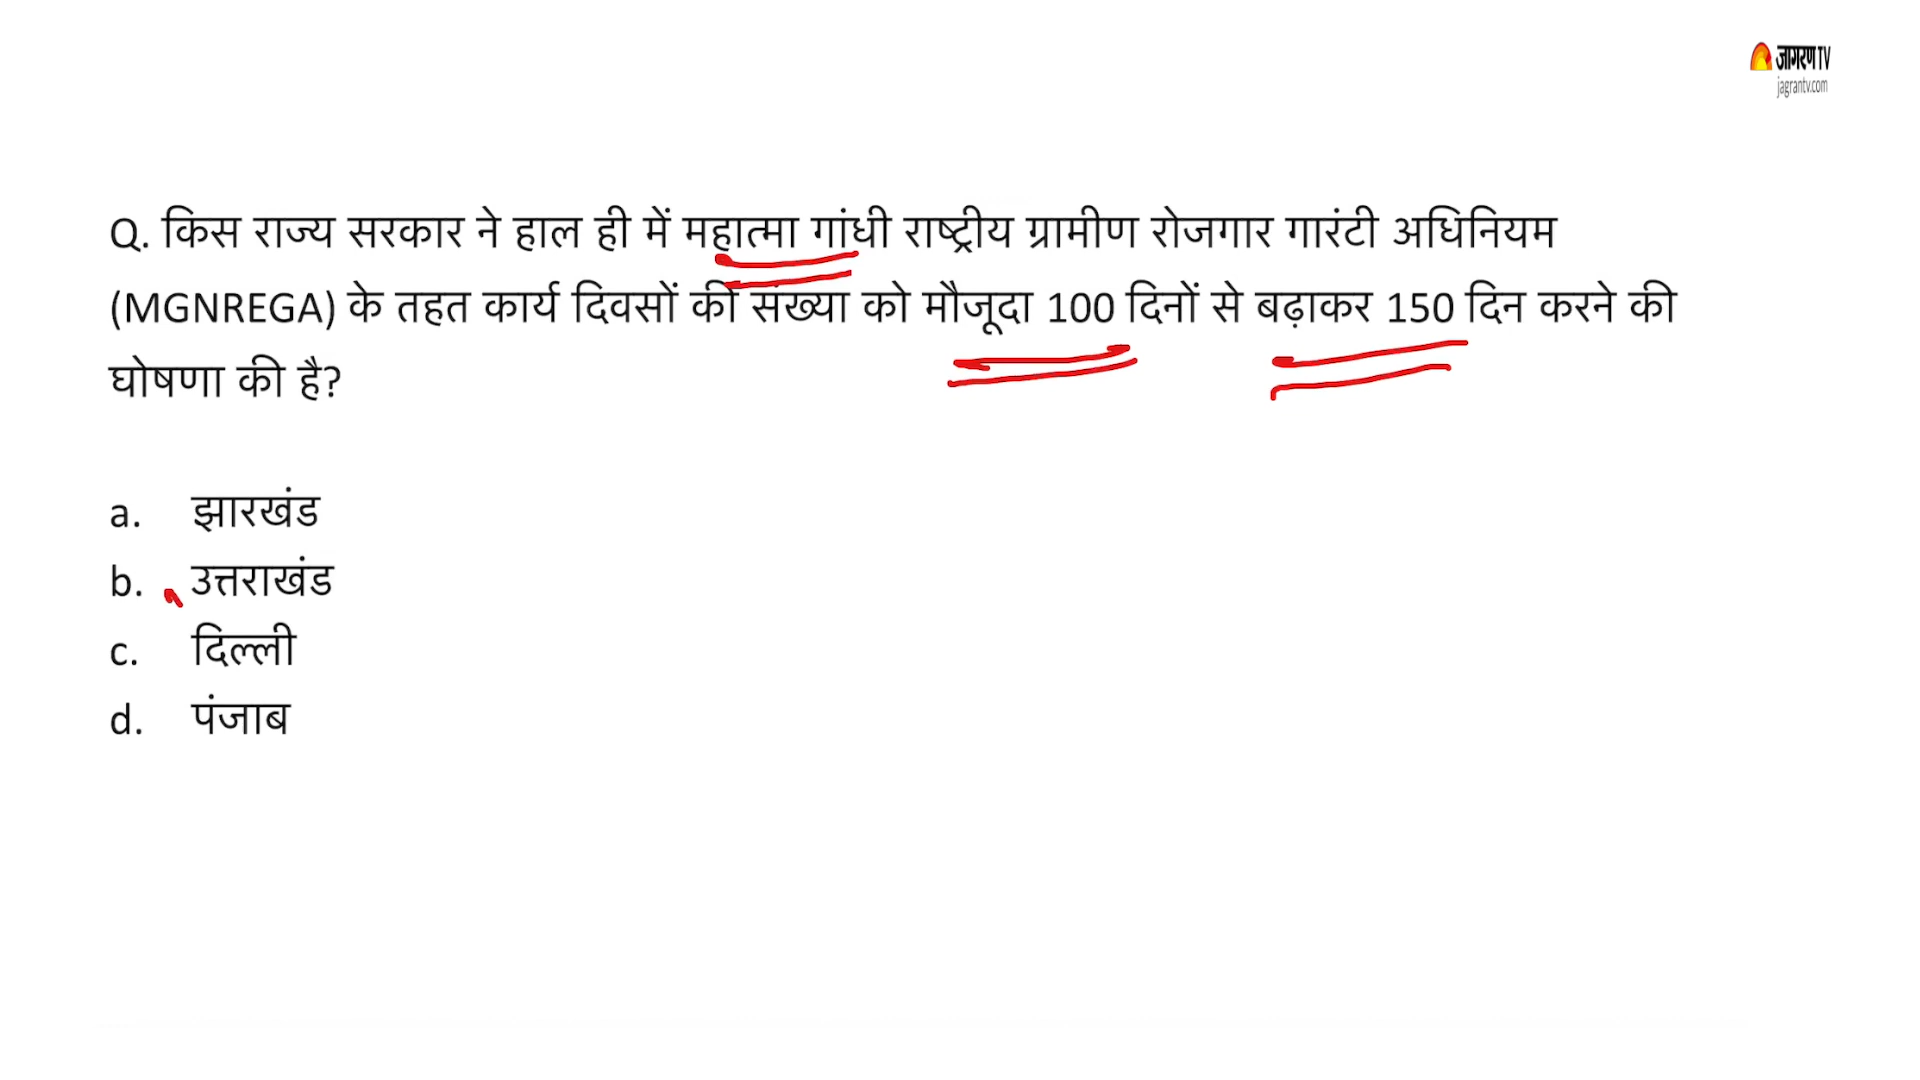 जागरण TV
jagrantv.com
Q. किस राज्य सरकार ने हाल ही में महात्मा गांधी राष्ट्रीय ग्रामीण रोजगार गारंटी अधिनियम
(MGNREGA) के तहत कार्य दिवसों की संख्या को मौजूदा 100 दिनों से बढ़ाकर 150 दिन करने की
घोषणा की है?
a. झारखंड
b. उत्तराखंड
c. दिल्ली
d. पंजाब